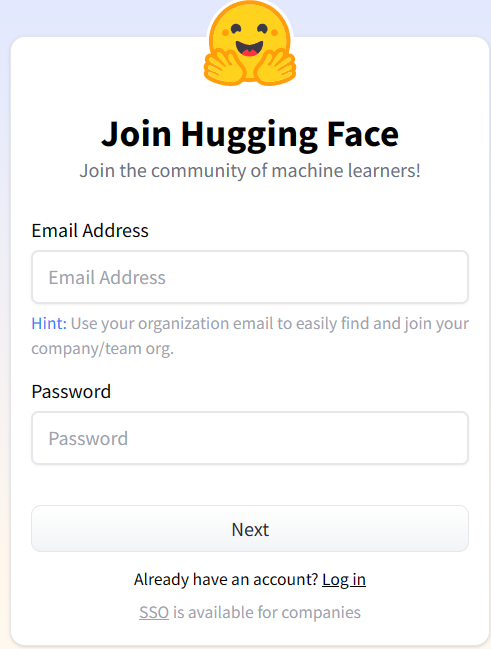 Join Hugging Face
Join the community of machine learners!
Email Address
Email Address
Hint: Use your organization email to easily find and join your
company/team org.
Password
Password
Next
Already have an account? Log in
SSO is available for companies